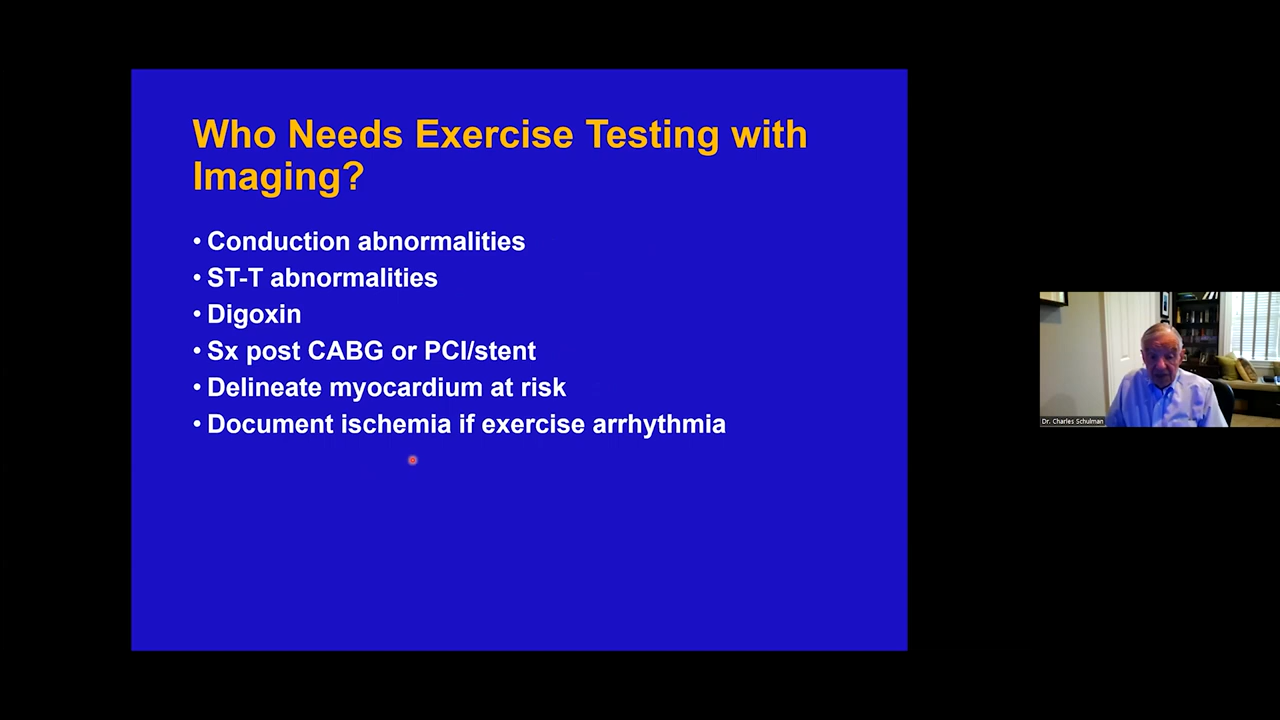 Who Needs Exercise Testing with
Imaging?
• Conduction abnormalities
• ST-T abnormalities
• Digoxin
• Sx post CABG or PCI/stent
• Delineate myocardium at risk
• Document ischemia if exercise arrhythmia
Dr. Charles Schulman